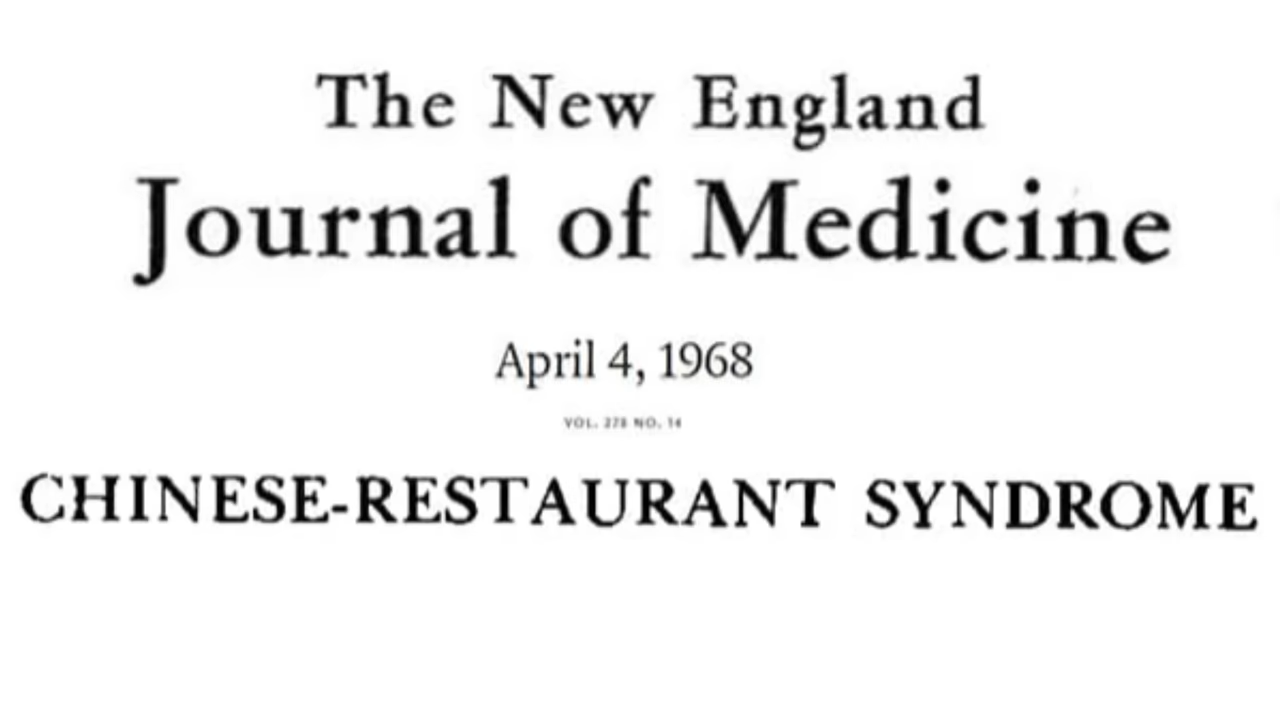 The New England
Journal of Medicine
April 4, 1968
VOL. 278 NO. 14
CHINESE-RESTAURANT SYNDROME